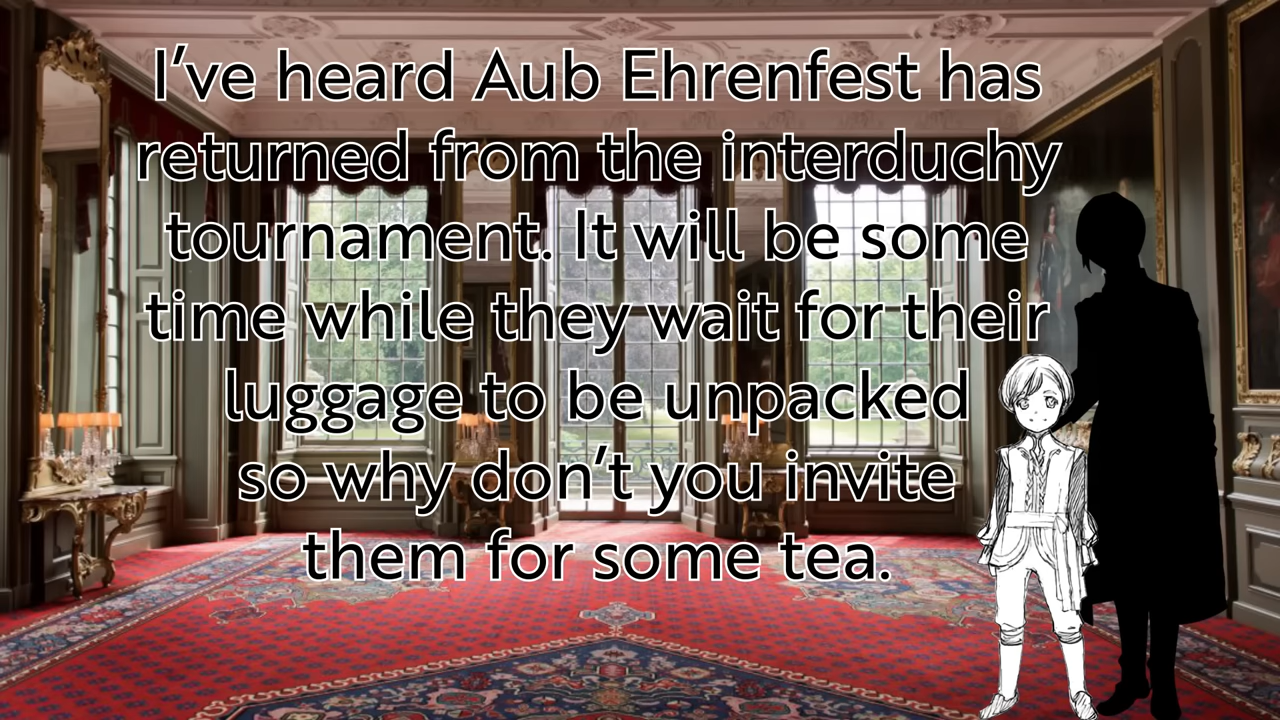 I've heard Aub Ehrenfest has
returned from the interduchy
tournament. It will be some
time while they wait for their
luggage to be unpacked
so why don't you invite
them for some tea.